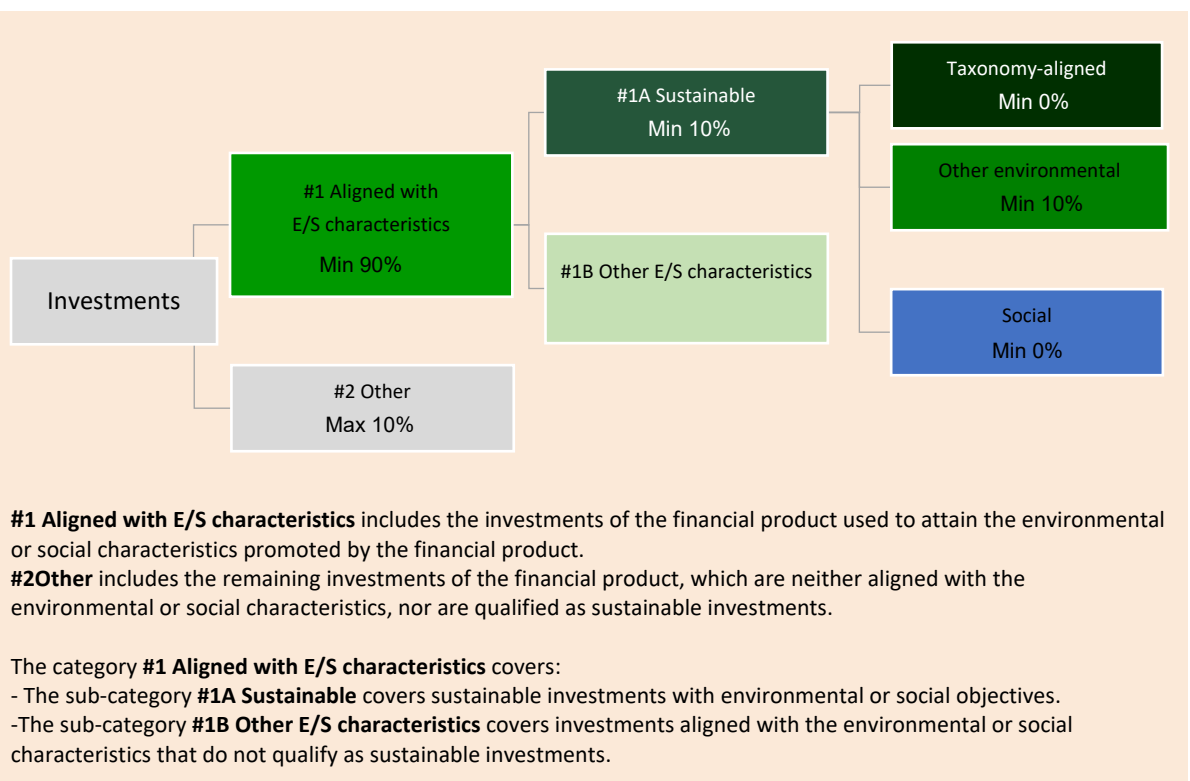 Investments
#1 Aligned with
E/S characteristics
Min 90%
#2 Other
Max 10%
#1A Sustainable
Min 10%
#1B Other E/S characteristics
Taxonomy-aligned
Min 0%
Other environmental
Min 10%
Social
Min 0%
#1 Aligned with E/S characteristics includes the investments of the financial product used to attain the environmental
or social characteristics promoted by the financial product.
#2Other includes the remaining investments of the financial product, which are neither aligned with the
environmental or social characteristics, nor are qualified as sustainable investments.
The category #1 Aligned with E/S characteristics covers:
- The sub-category #1A Sustainable covers sustainable investments with environmental or social objectives.
-The sub-category #1B Other E/S characteristics covers investments aligned with the environmental or social
characteristics that do not qualify as sustainable investments.